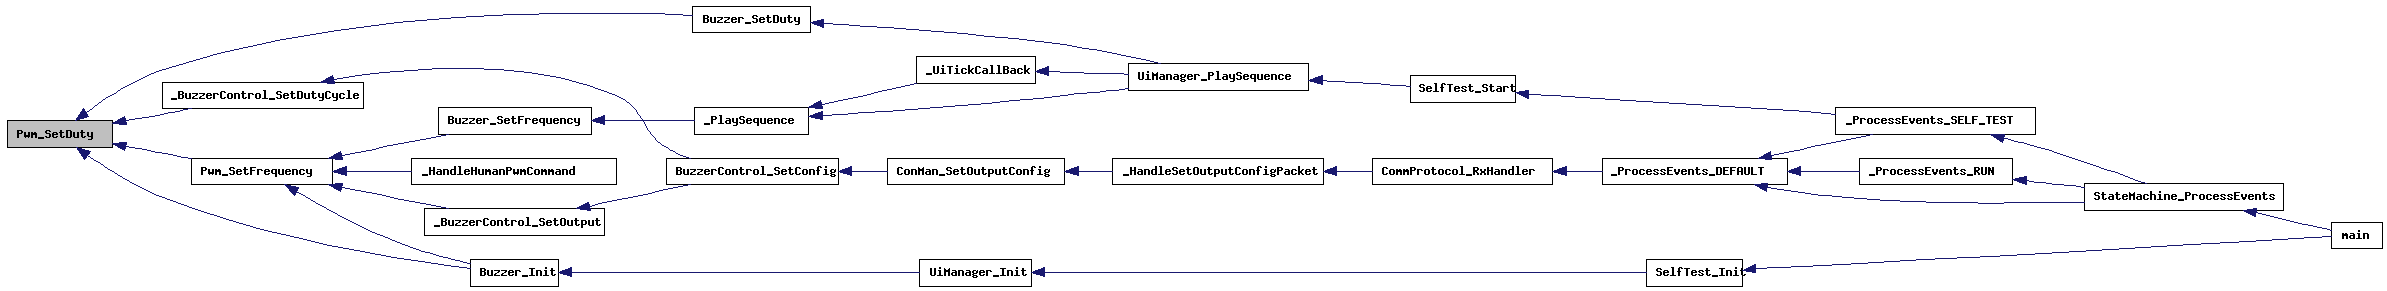 Buzzer_SetDuty
_UiTickCallBack
UiManager_PlaySequence
SelfTest_Start
_BuzzerControl_SetDutyCycle
Buzzer_SetFrequency
_PlaySequence
_ProcessEvents_SELF_TEST
Pwm_SetDuty
Pwm_SetFrequency
_HandleHumanPwmCommand
BuzzerControl_SetConfig
ConMan_SetOutputConfig
_HandleSetOutputConfigPacket
CommProtocol_RxHandler
_ProcessEvents_DEFAULT
_ProcessEvents_RUN
StateMachine_ProcessEvents
_BuzzerControl_SetOutput
main
Buzzer_Init
UiManager_Init
SelfTest_Init